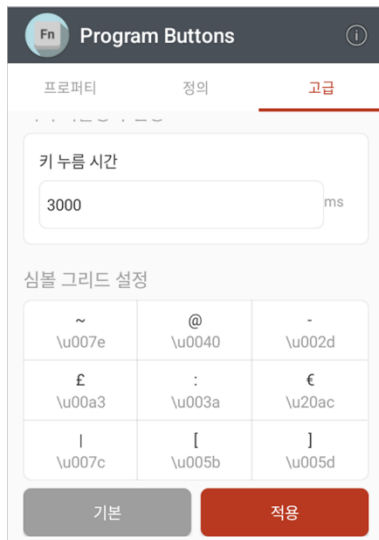 Fn Program Buttons
프로퍼티 정의 고급
키 누름 시간
3000 ms
심볼 그리드 설정
~ @ -
\u007e \u0040 \u002d
£ : €
\u00a3 \u003a \u20ac
| [ ]
\u007c \u005b \u005d
기본 적용